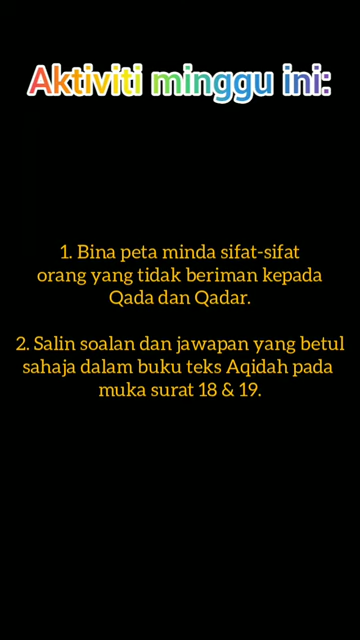 Aktiviti minggu ini:
1. Bina peta minda sifat-sifat
orang yang tidak beriman kepada
Qada dan Qadar.
2. Salin soalan dan jawapan yang betul
sahaja dalam buku teks Aqidah pada
muka surat 18 & 19.